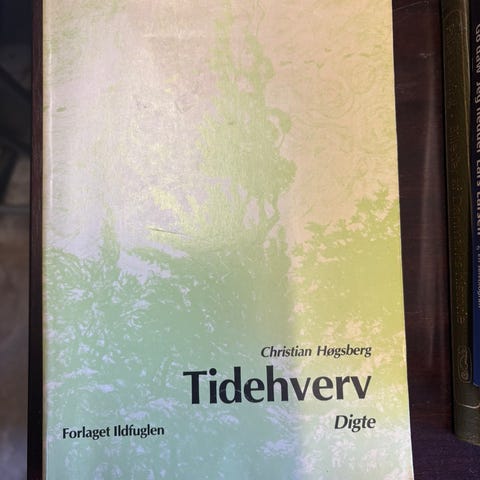 Christian Høgsberg
Tidehverv
Digte
Forlaget Ildfuglen